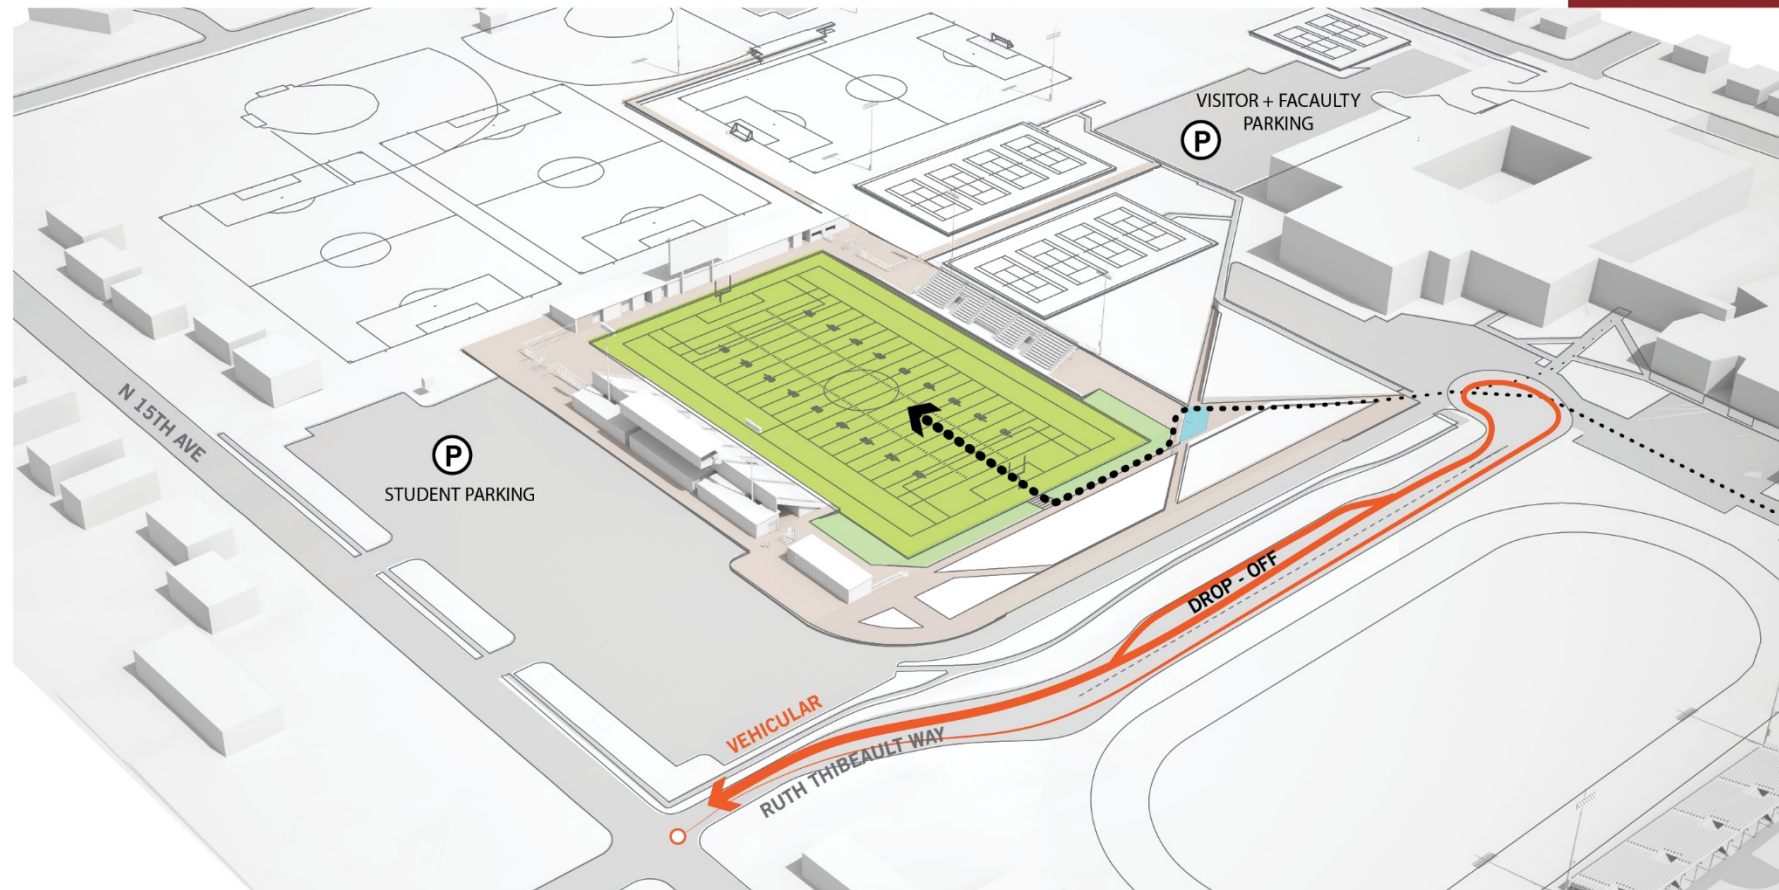 VISITOR + FACAULTY
PARKING
P
N 15TH AVE
P
STUDENT PARKING
DROP - OFF
VEHICULAR
RUTH THIBEAULT WAY